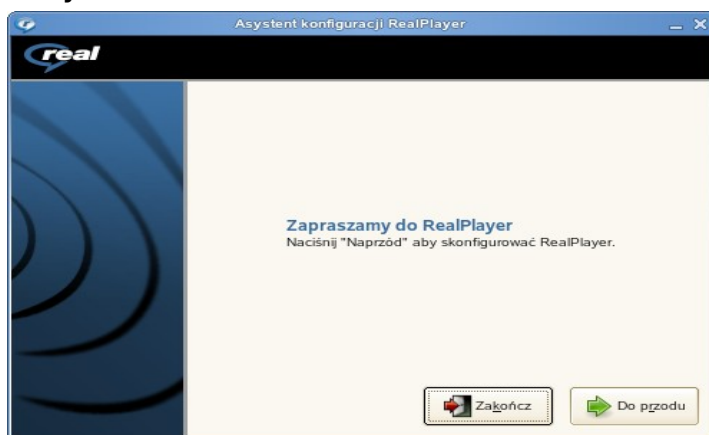 Asystent konfiguracji RealPlayer
real
Zapraszamy do RealPlayer
Naciśnij "Naprzód" aby skonfigurować RealPlayer.
Zakończ
Do przodu